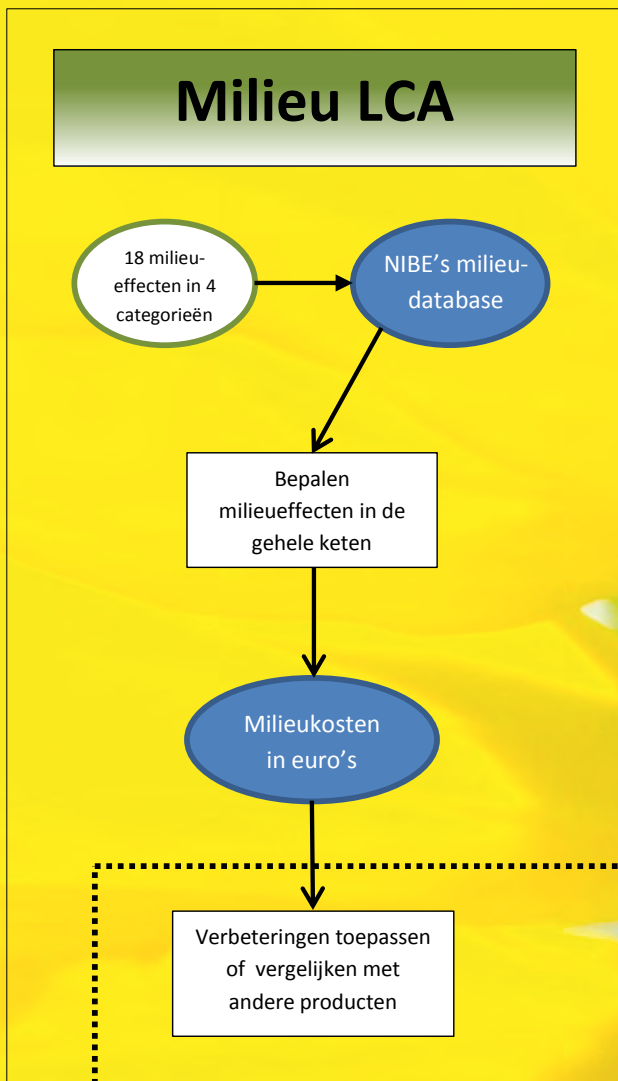 Milieu LCA
18 milieu-
effecten in 4
categorieën
NIBE's milieu-
database
Bepalen
milieueffecten in de
gehele keten
Milieukosten
in euro's
Verbeteringen toepassen
of vergelijken met
andere producten